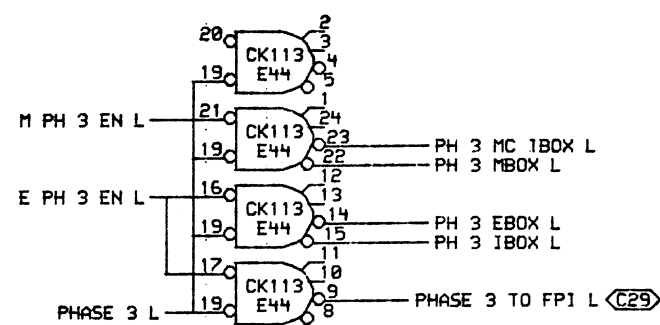 20 CK113 E44 2 3 4 5
19
M PH 3 EN L 21 CK113 E44 1 24 23 PH 3 MC IBOX L
19 22 PH 3 MBOX L
E PH 3 EN L 16 CK113 E44 12 13 14 PH 3 EBOX L
19 15 PH 3 IBOX L
17 CK113 E44 11 10 9 PHASE 3 TO FPI L C29
PHASE 3 L 19 8